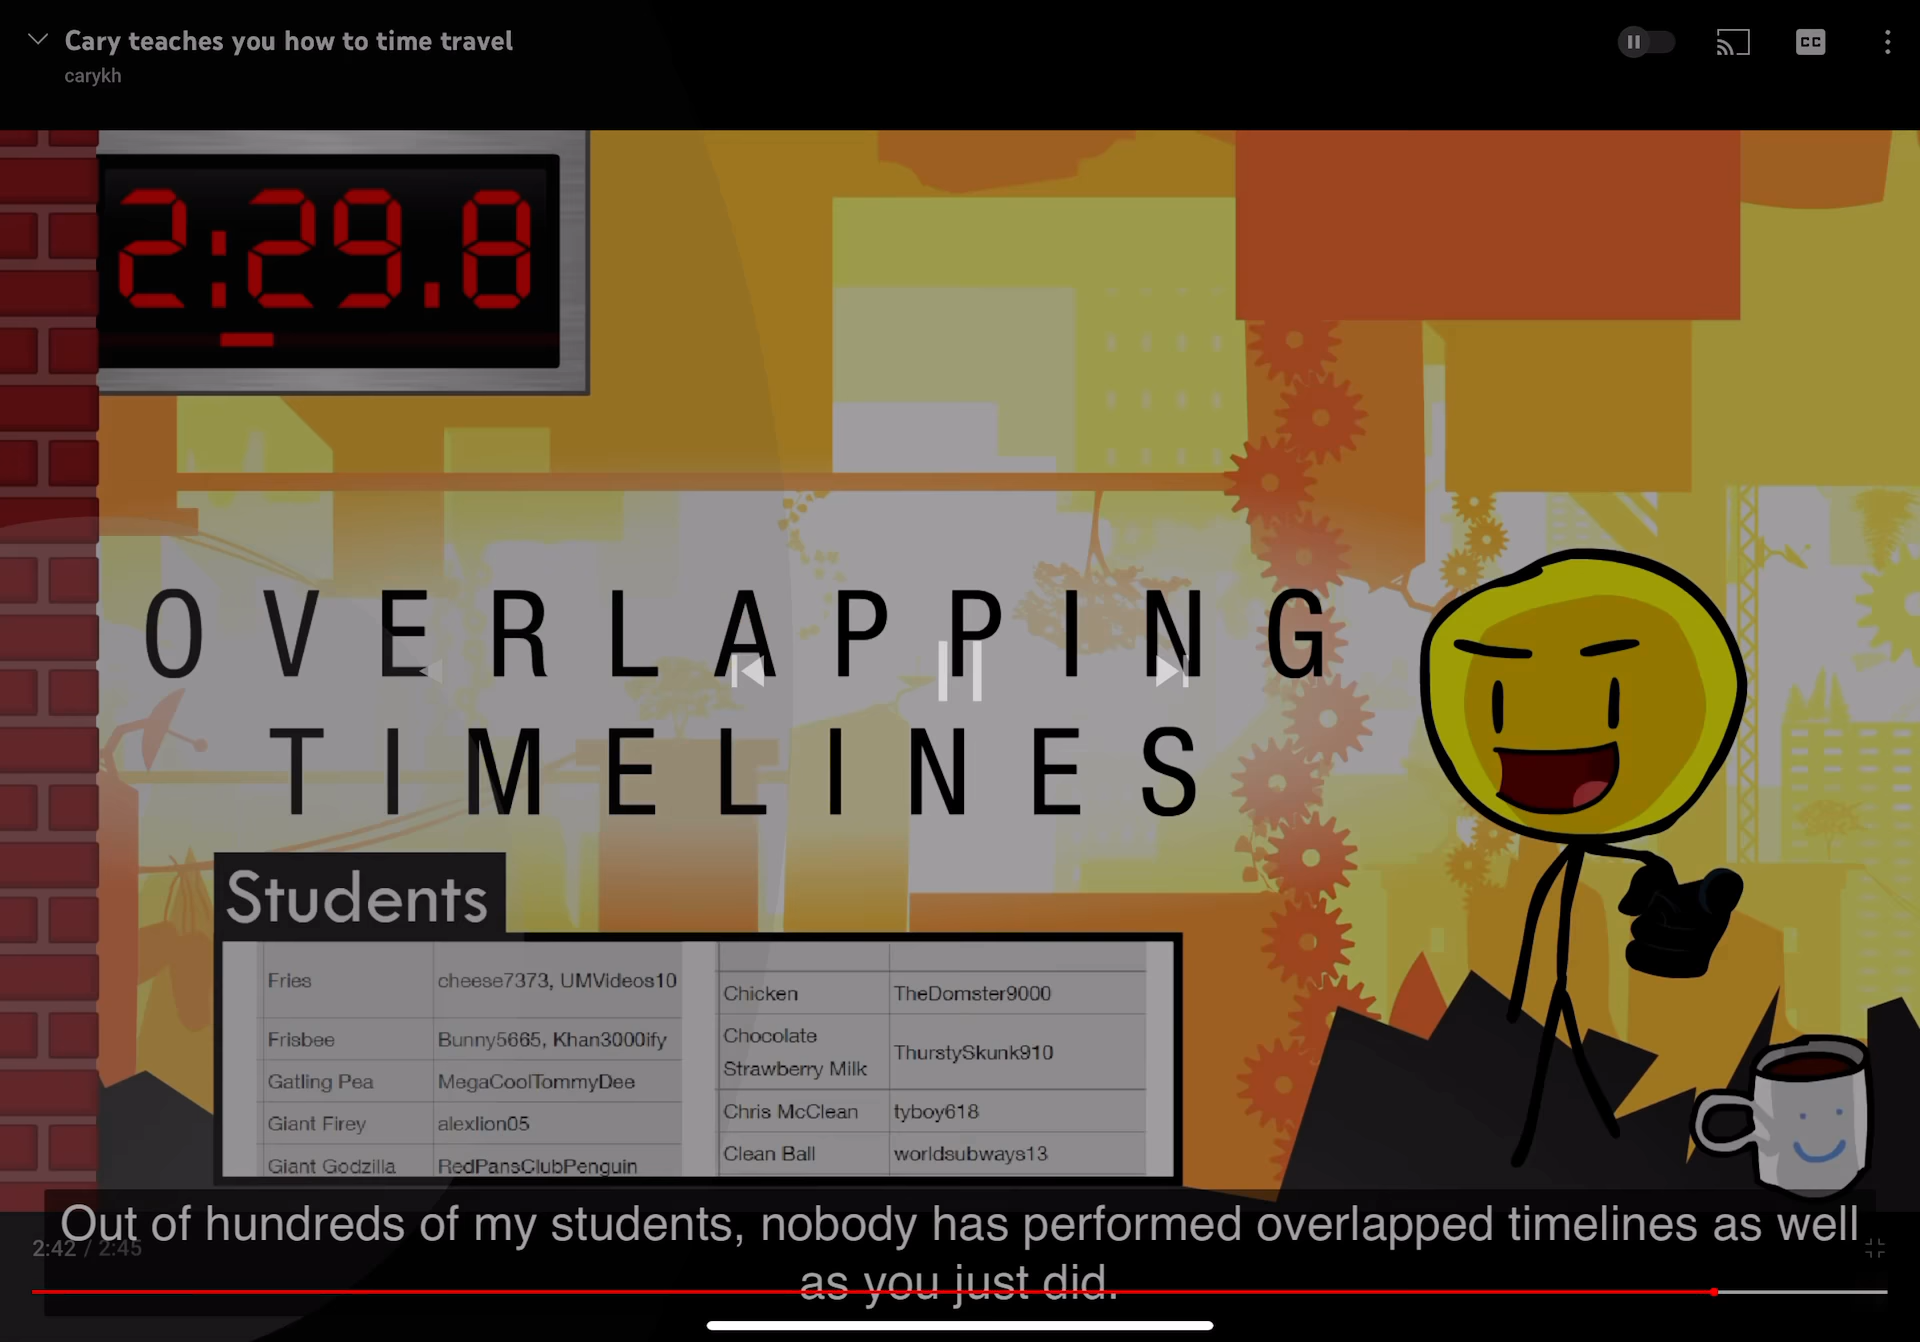 Cary teaches you how to time travel
carykh
CC
2:29.8
OVERLAPPING
TIMELINES
Students
Fries cheese7373, UMVideos10
Frisbee Bunny5665, Khan3000ify
Gatling Pea MegaCoolTommyDee
Giant Firey alexlion05
Giant Godzilla RedPansClubPenguin
Chicken TheDomster9000
Chocolate
Strawberry Milk ThurstySkunk910
Chris McClean tyboy618
Clean Ball worldsubways13
Out of hundreds of my students, nobody has performed overlapped timelines as well
as you just did.
2:42 / 2:45